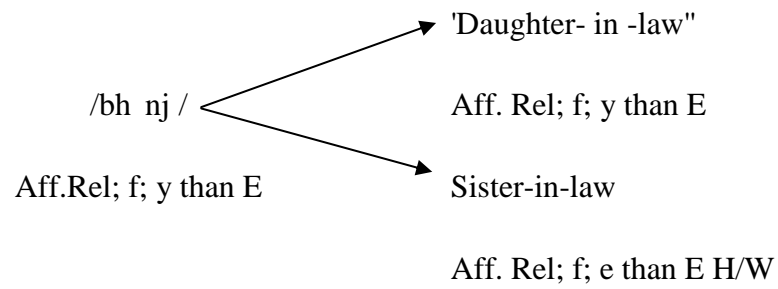 'Daughter- in -law"
/bh nj /
Aff. Rel; f; y than E
Aff.Rel; f; y than E
Sister-in-law
Aff. Rel; f; e than E H/W